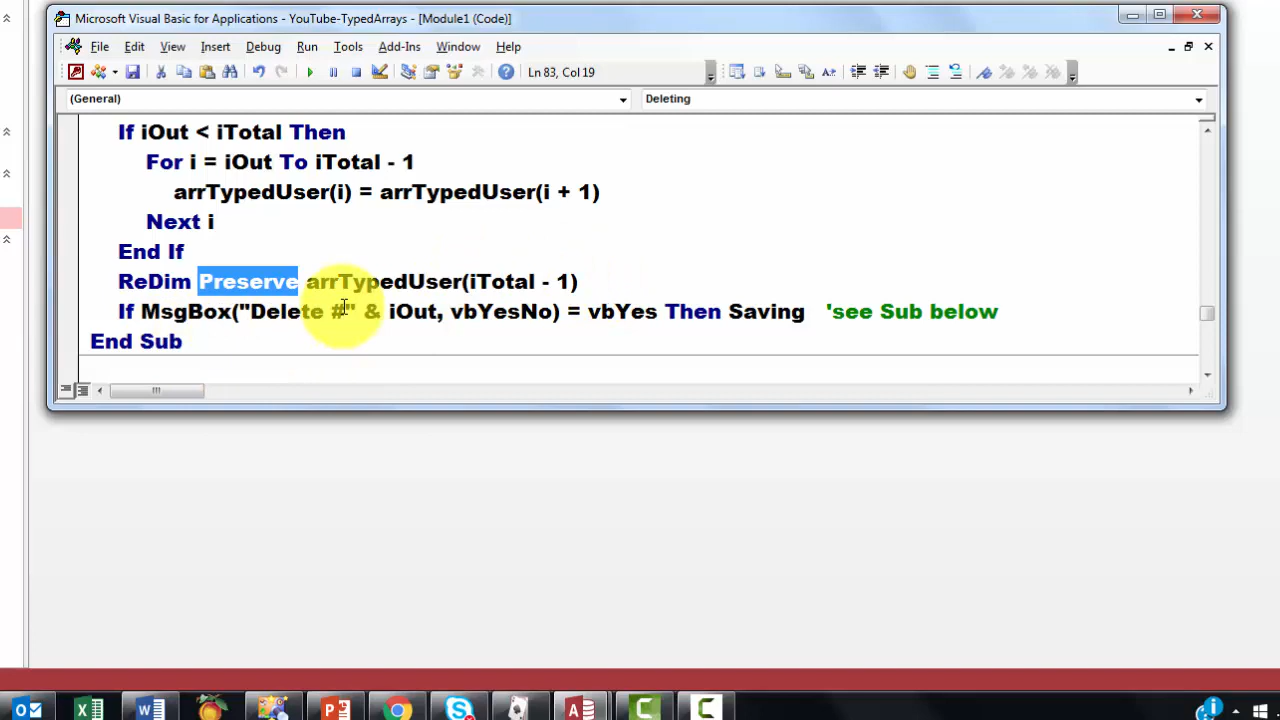 Microsoft Visual Basic for Applications - YouTube-TypedArrays - [Module1 (Code)]
File Edit View Insert Debug Run Tools Add-Ins Window Help
Ln 83, Col 19
(General) Deleting
If iOut < iTotal Then
For i = iOut To iTotal - 1
arrTypedUser(i) = arrTypedUser(i + 1)
Next i
End If
ReDim Preserve arrTypedUser(iTotal - 1)
If MsgBox("Delete #" & iOut, vbYesNo) = vbYes Then Saving 'see Sub below
End Sub